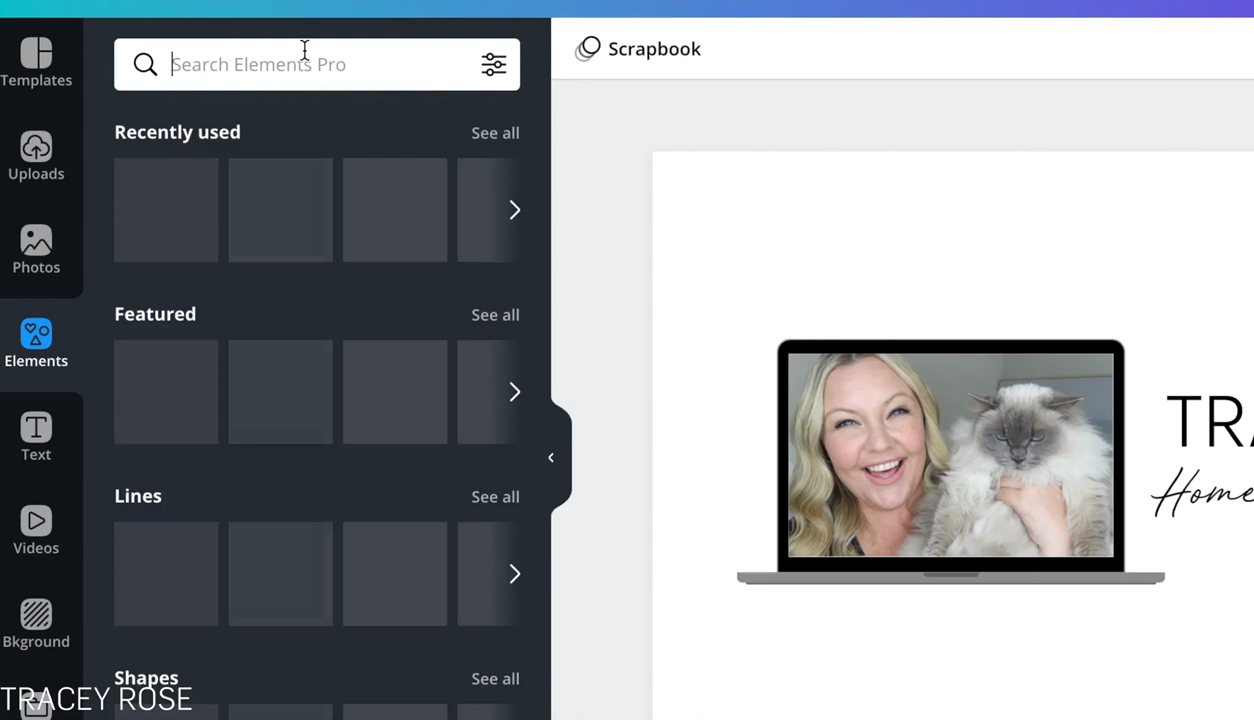 Search Elements Pro
Scrapbook
Templates
Uploads
Photos
Elements
Text
Videos
Bkground
Recently used
See all
Featured
See all
Lines
See all
Shapes
See all
Home
TRACEY ROSE